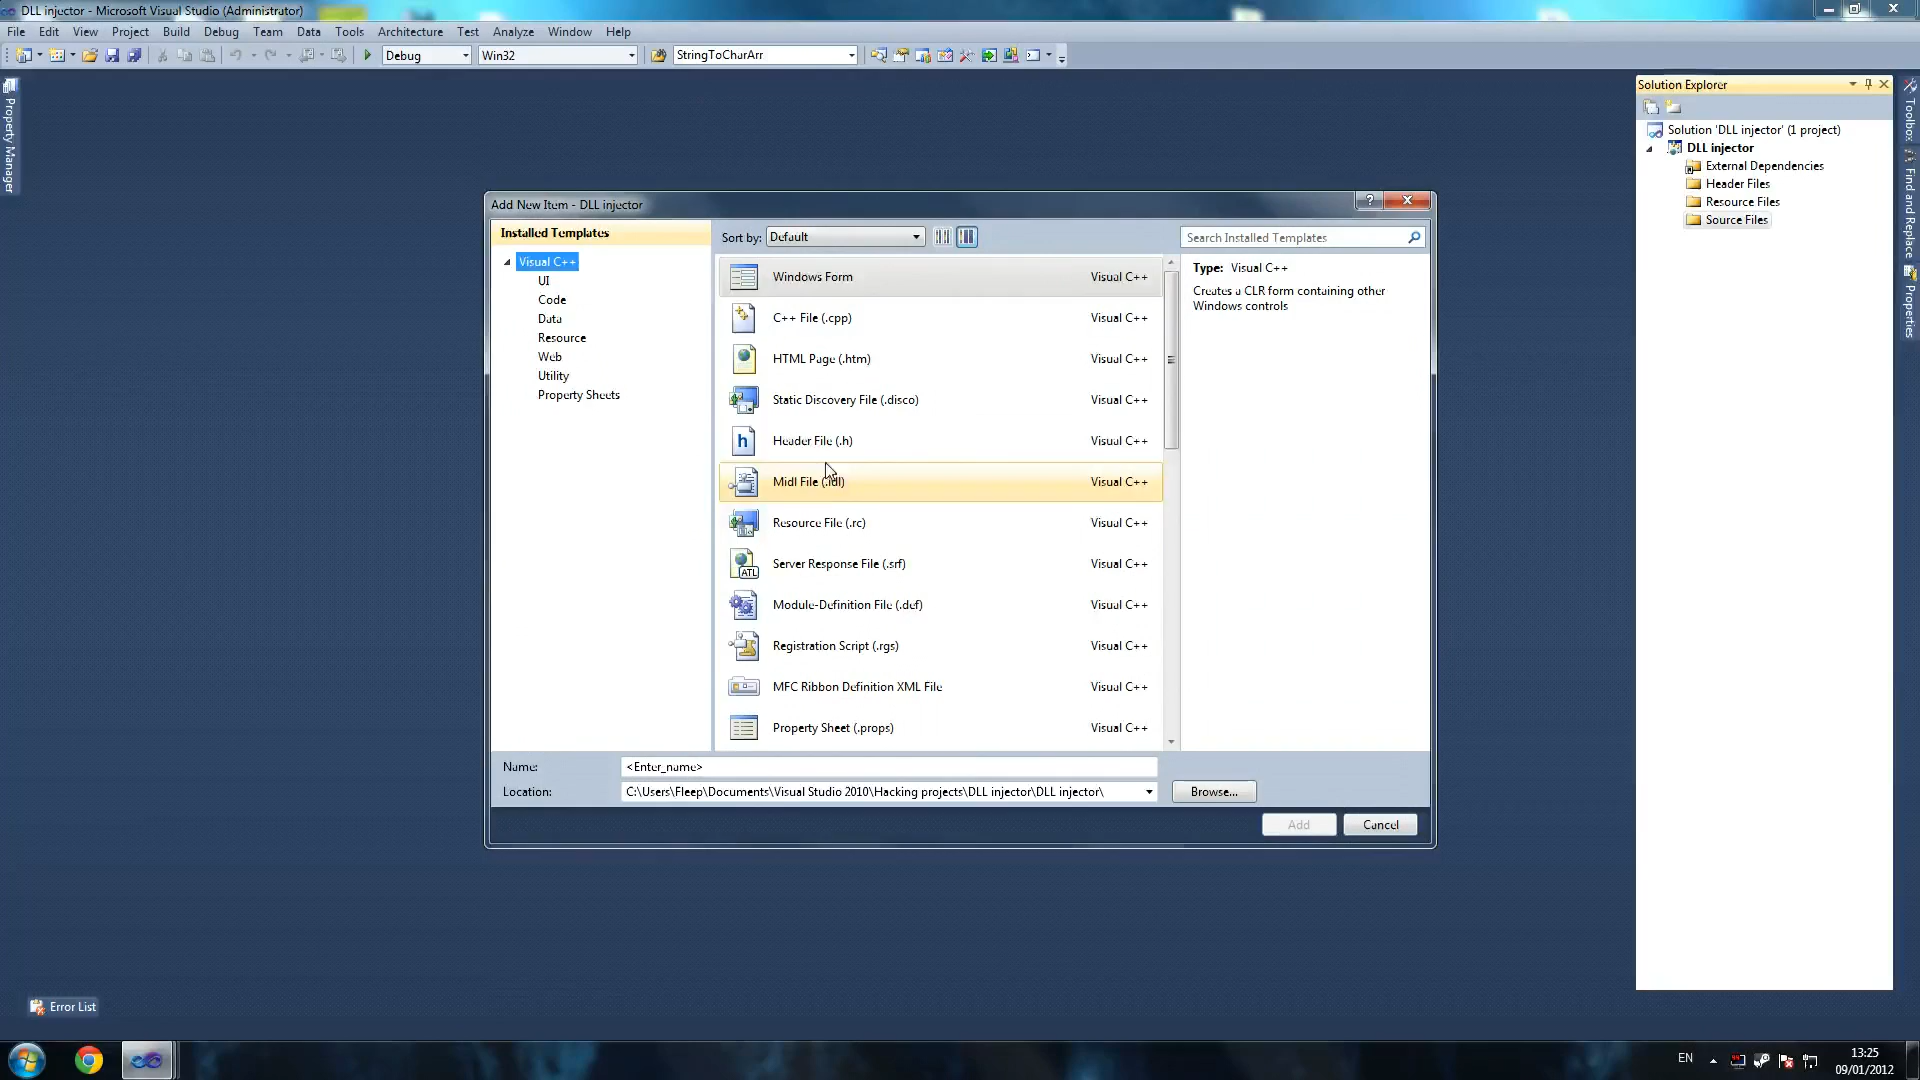 DLL injector - Microsoft Visual Studio (Administrator)
File Edit View Project Build Debug Team Data Tools Architecture Test Analyze Window Help
Debug Win32 StringToCharArr
Property Manager
Solution Explorer
Solution 'DLL injector' (1 project)
DLL injector
External Dependencies
Header Files
Resource Files
Source Files
Toolbox
Find and Replace
Properties
Add New Item - DLL injector
Installed Templates
Sort by: Default
Search Installed Templates
Visual C++
UI
Code
Data
Resource
Web
Utility
Property Sheets
Windows Form Visual C++
C++ File (.cpp) Visual C++
HTML Page (.htm) Visual C++
Static Discovery File (.disco) Visual C++
Header File (.h) Visual C++
Midl File (.idl) Visual C++
Resource File (.rc) Visual C++
Server Response File (.srf) Visual C++
Module-Definition File (.def) Visual C++
Registration Script (.rgs) Visual C++
MFC Ribbon Definition XML File Visual C++
Property Sheet (.props) Visual C++
Type: Visual C++
Creates a CLR form containing other
Windows controls
Name: <Enter_name>
Location: C:\Users\Fleep\Documents\Visual Studio 2010\Hacking projects\DLL injector\DLL injector\
Browse...
Add Cancel
Error List
EN
13:25
09/01/2012